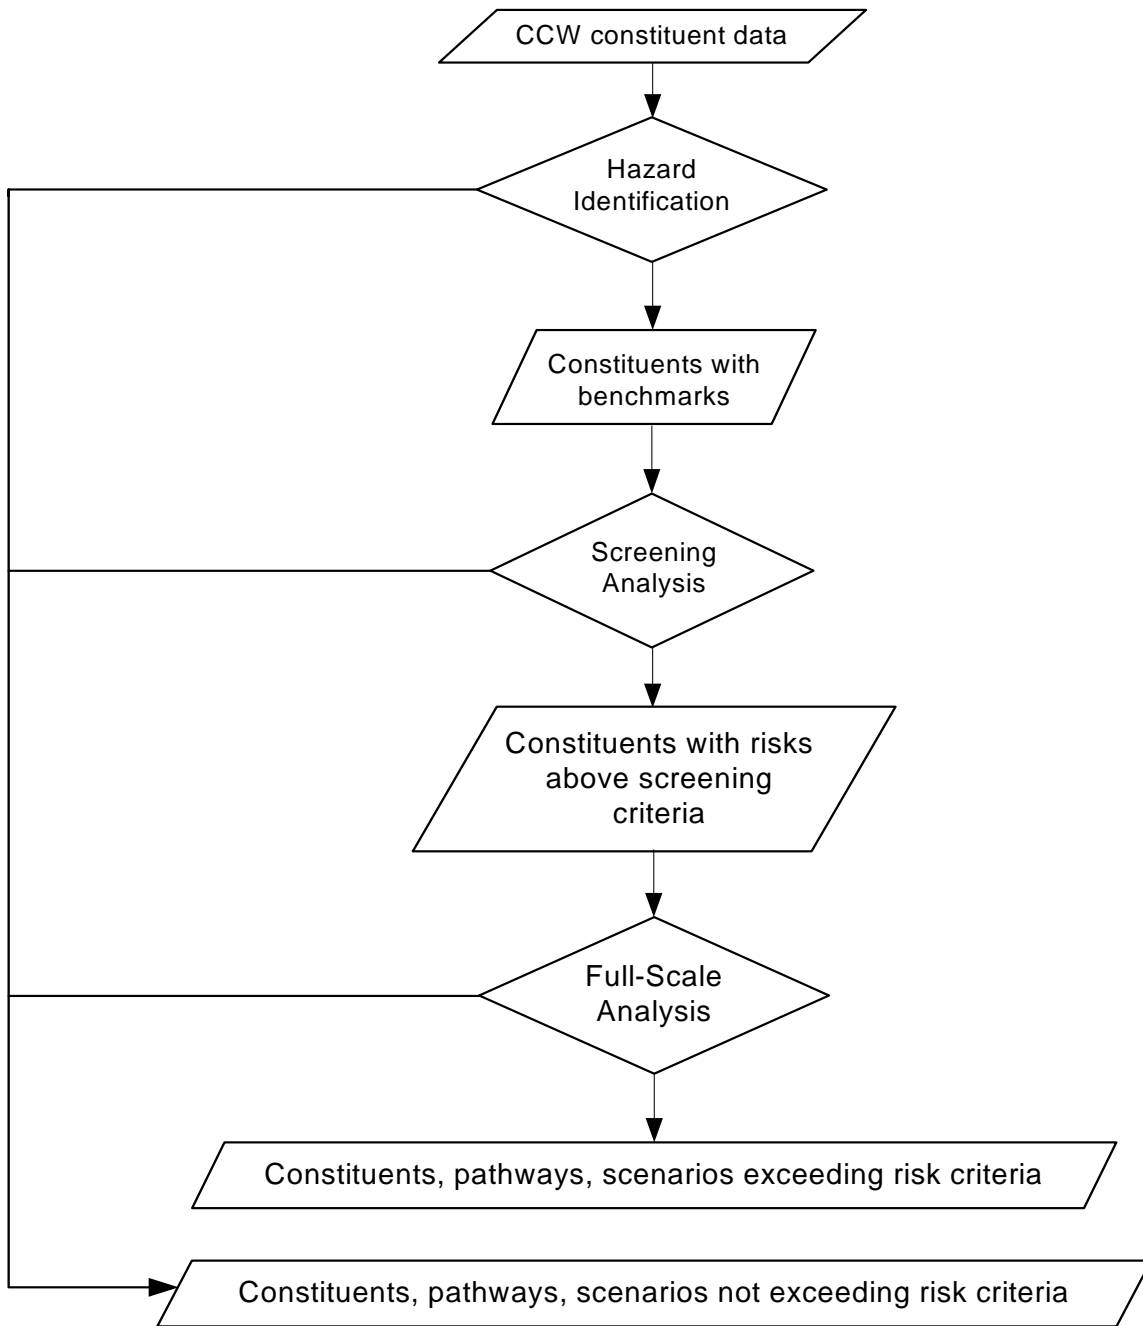 CCW constituent data
Hazard
Identification
Constituents with
benchmarks
Screening
Analysis
Constituents with risks
above screening
criteria
Full-Scale
Analysis
Constituents, pathways, scenarios exceeding risk criteria
Constituents, pathways, scenarios not exceeding risk criteria